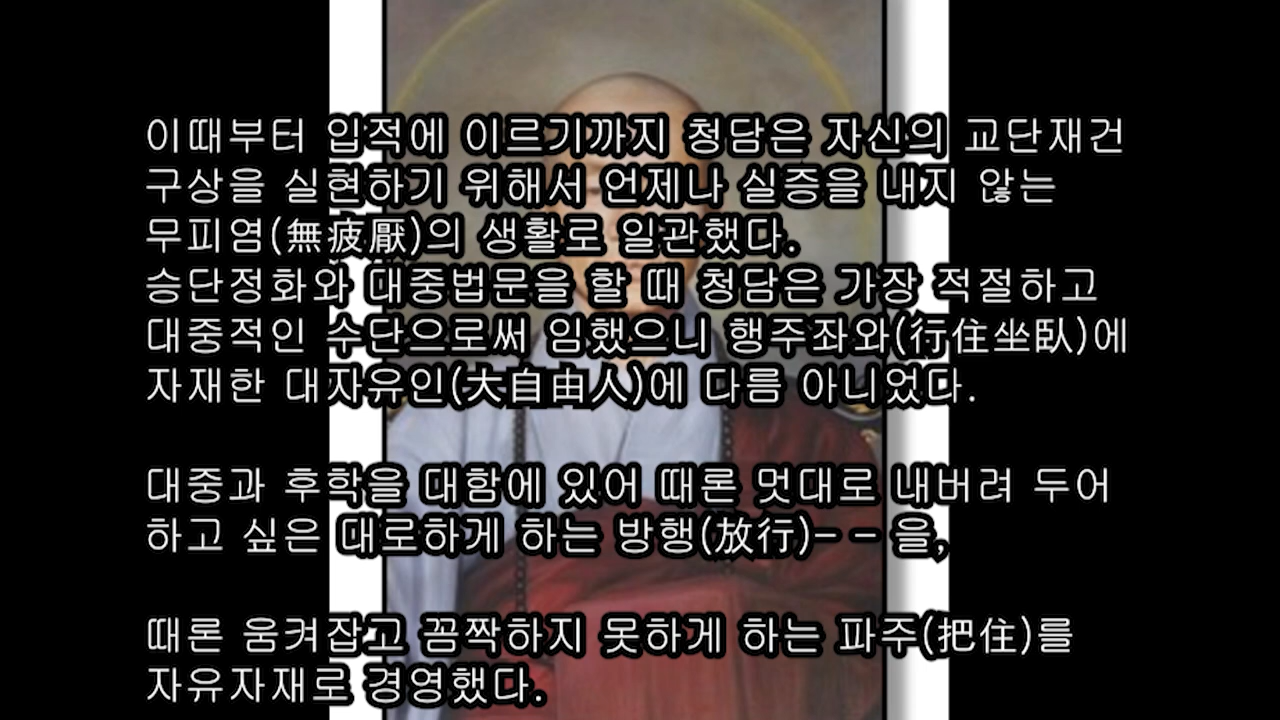 이때부터 입적에 이르기까지 청담은 자신의 교단재건
구상을 실현하기 위해서 언제나 실증을 내지 않는
무피염(無疲厭)의 생활로 일관했다.
승단정화와 대중법문을 할 때 청담은 가장 적절하고
대중적인 수단으로써 임했으니 행주좌와(行住坐臥)에
자재한 대자유인(大自由人)에 다름 아니었다.
대중과 후학을 대함에 있어 때론 멋대로 내버려 두어
하고 싶은 대로하게 하는 방행(放行)- - 을,
때론 움켜잡고 꼼짝하지 못하게 하는 파주(把住)를
자유자재로 경영했다.